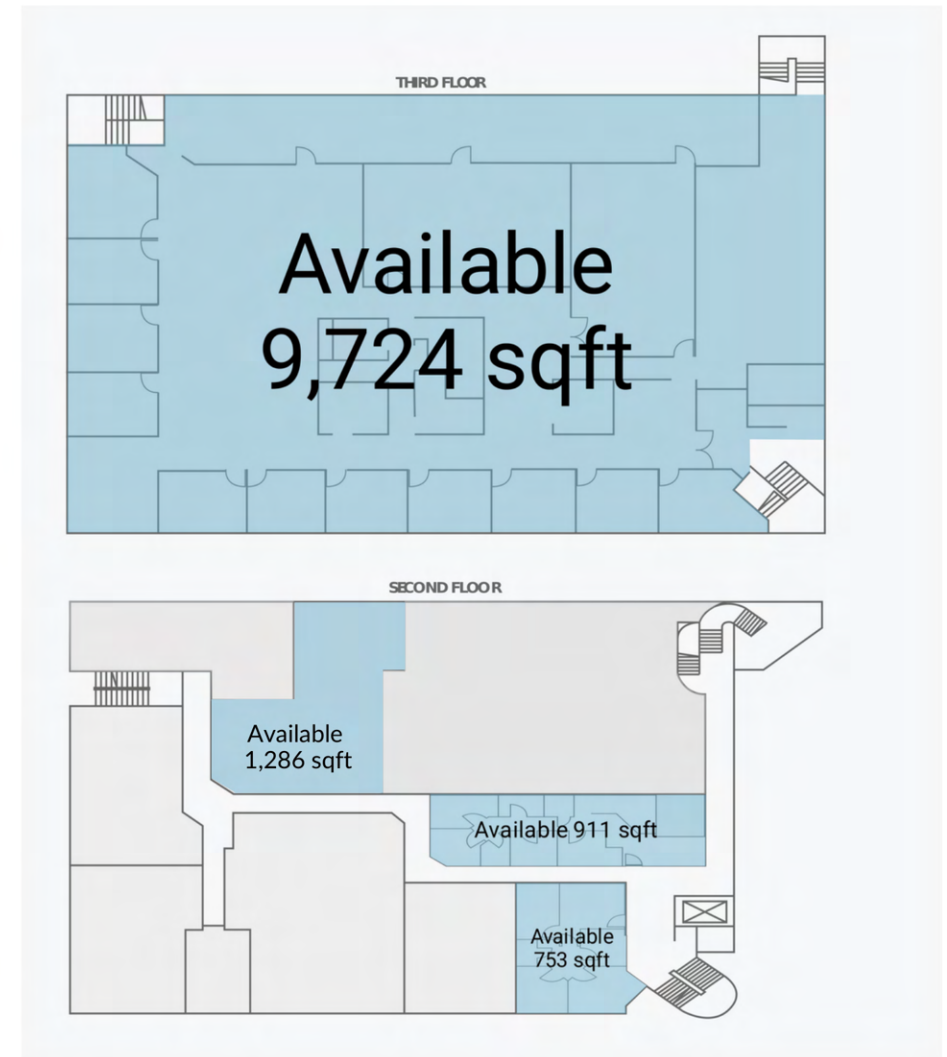 THIRD FLOOR
Available
9,724 sqft
SECOND FLOOR
Available
1,286 sqft
Available 911 sqft
Available
753 sqft